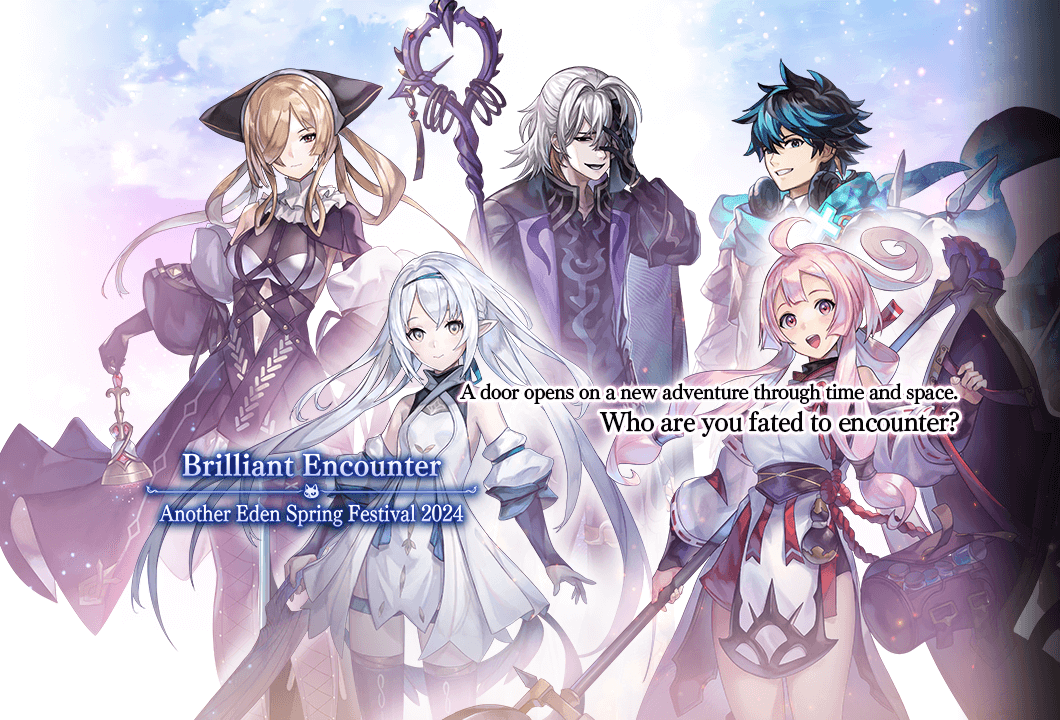 A door opens on a new adventure through time and space.
Who are you fated to encounter?
Brilliant Encounter
Another Eden Spring Festival 2024